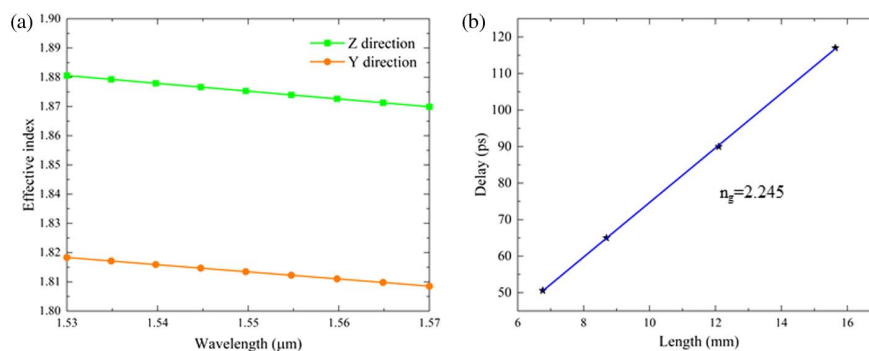 (a)
Effective index
1.90
1.89
1.88
1.87
1.86
1.85
1.84
1.83
1.82
1.81
1.80
Z direction
Y direction
1.53 1.54 1.55 1.56 1.57
Wavelength (μm)
(b)
Delay (ps)
120
110
100
90
80
70
60
50
n_g=2.245
6 8 10 12 14 16
Length (mm)